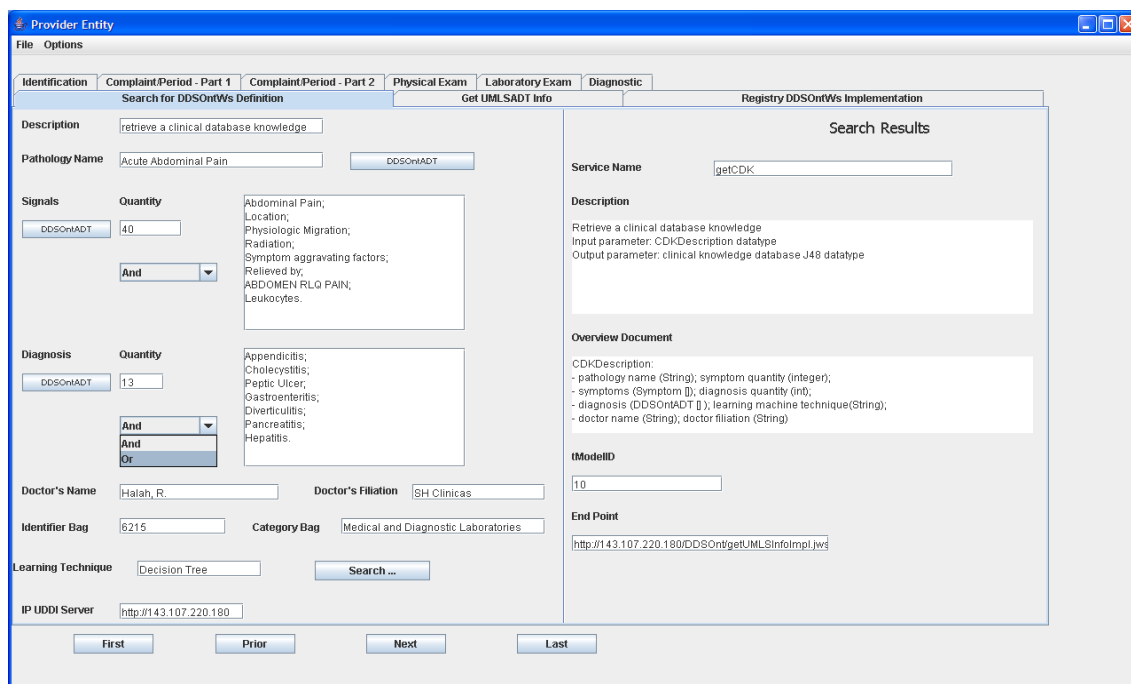 Provider Entity
File Options
Identification Complaint/Period - Part 1 Complaint/Period - Part 2 Physical Exam Laboratory Exam Diagnostic
Search for DDSOntWs Definition Get UMLSADT Info Registry DDSOntWs Implementation
Description retrieve a clinical database knowledge
Pathology Name Acute Abdominal Pain DDSOntADT
Signals Quantity
DDSOntADT 40
And
Abdominal Pain;
Location;
Physiologic Migration;
Radiation;
Symptom aggravating factors;
Relieved by;
ABDOMEN RLQ PAIN;
Leukocytes.
Diagnosis Quantity
DDSOntADT 13
And
And
Or
Appendicitis;
Cholecystitis;
Peptic Ulcer;
Gastroenteritis;
Diverticulitis;
Pancreatitis;
Hepatitis.
Doctor's Name Halah, R. Doctor's Filiation SH Clinicas
Identifier Bag 6215 Category Bag Medical and Diagnostic Laboratories
Learning Technique Decision Tree Search ...
IP UDDI Server http://143.107.220.180
Search Results
Service Name getCDK
Description
Retrieve a clinical database knowledge
Input parameter: CDKDescription datatype
Output parameter: clinical knowledge database J48 datatype
Overview Document
CDKDescription:
- pathology name (String); symptom quantity (integer);
- symptoms (Symptom []); diagnosis quantity (int);
- diagnosis (DDSOntADT [] ); learning machine technique(String);
- doctor name (String); doctor filiation (String)
tModelID
10
End Point
http://143.107.220.180/DDSOnt/getUMLSInfoImpl.jws
First Prior Next Last